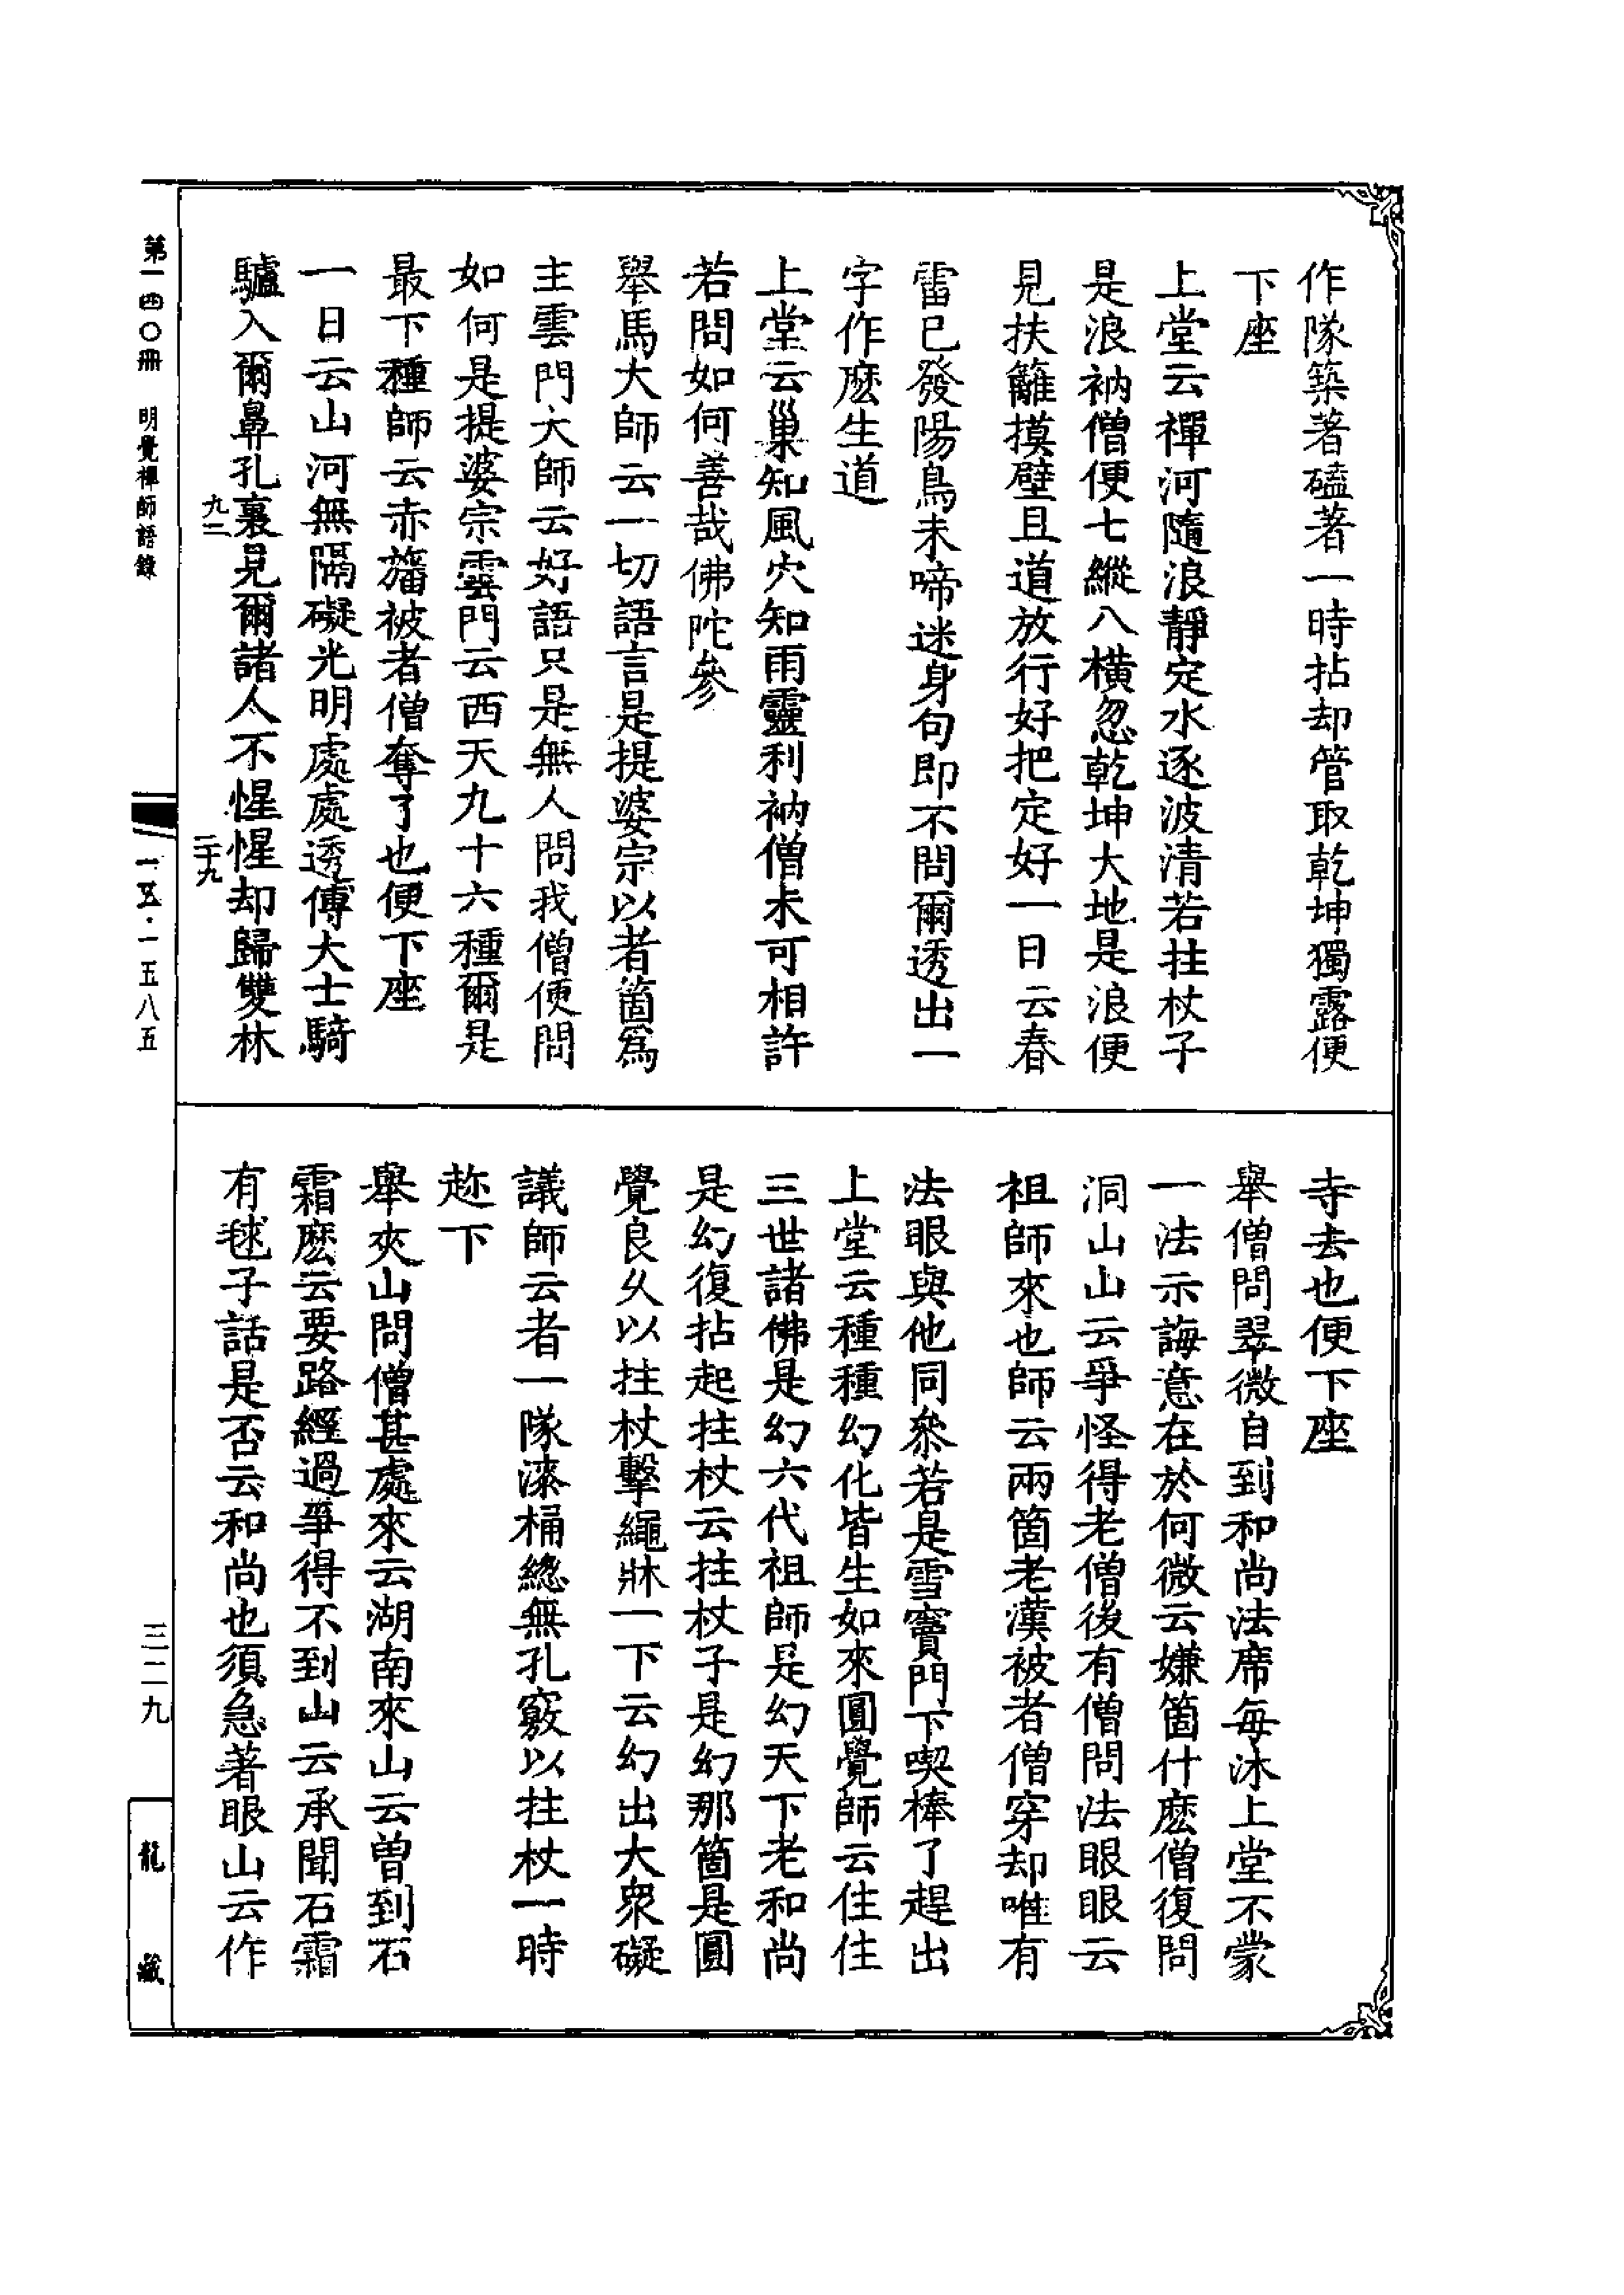 作隊築著磕著一時拈却管取乾坤獨露便
下座
上堂云禪河隨浪靜定水逐波清若拄杖子
是浪衲僧便七縱八橫忽乾坤大地是浪便
見扶籬摸壁且道放行好把定好一日云春
雷已發陽鳥未啼迷身句即不問爾透出一
字作麽生道
上堂云巢知風穴知雨靈利衲僧未可相許
若問如何善哉佛陀參
舉馬大師云一切語言是提婆宗以者箇爲
主雲門大師云好語只是無人問我僧便問
如何是提婆宗雲門云西天九十六種爾是
最下種師云赤旛被者僧奪了也便下座
一日云山河無隔礙光明處處透傅大士騎
驢入爾鼻孔裏見爾諸人不惺惺却歸雙林
寺去也便下座
舉僧問翠微自到和尚法席每沐上堂不蒙
一法示誨意在於何微云嫌箇什麽僧復問
洞山山云爭怪得老僧後有僧問法眼眼云
祖師來也師云兩箇老漢被者僧穿却唯有
法眼與他同參若是雪竇門下喫棒了趕出
上堂云種種幻化皆生如來圓覺師云住住
三世諸佛是幻六代祖師是幻天下老和尚
是幻復拈起拄杖云拄杖子是幻那箇是圓
覺良久以拄杖擊繩牀一下云幻出大衆礙
議師云者一隊漆桶總無孔竅以拄杖一時
趂下
舉夾山問僧甚處來云湖南來山云曾到石
霜麽云要路經過爭得不到山云承聞石霜
有毬子話是否云和尚也須急著眼山云作
第一四〇冊　明覺禪師語錄
九二
二十九
一五·一五八五
三二九
龍藏